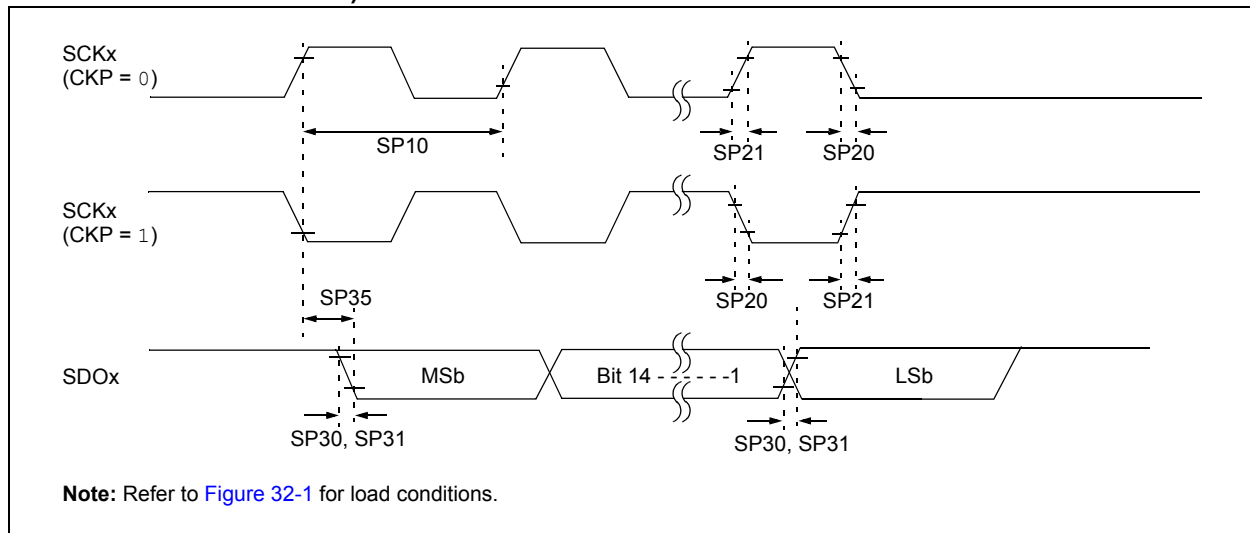 SCKx
(CKP = 0)
SP10
SP21
SP20
SCKx
(CKP = 1)
SP35
SP20
SP21
SDOx
MSb
Bit 14 - - - - - -1
LSb
SP30, SP31
SP30, SP31
Note: Refer to Figure 32-1 for load conditions.